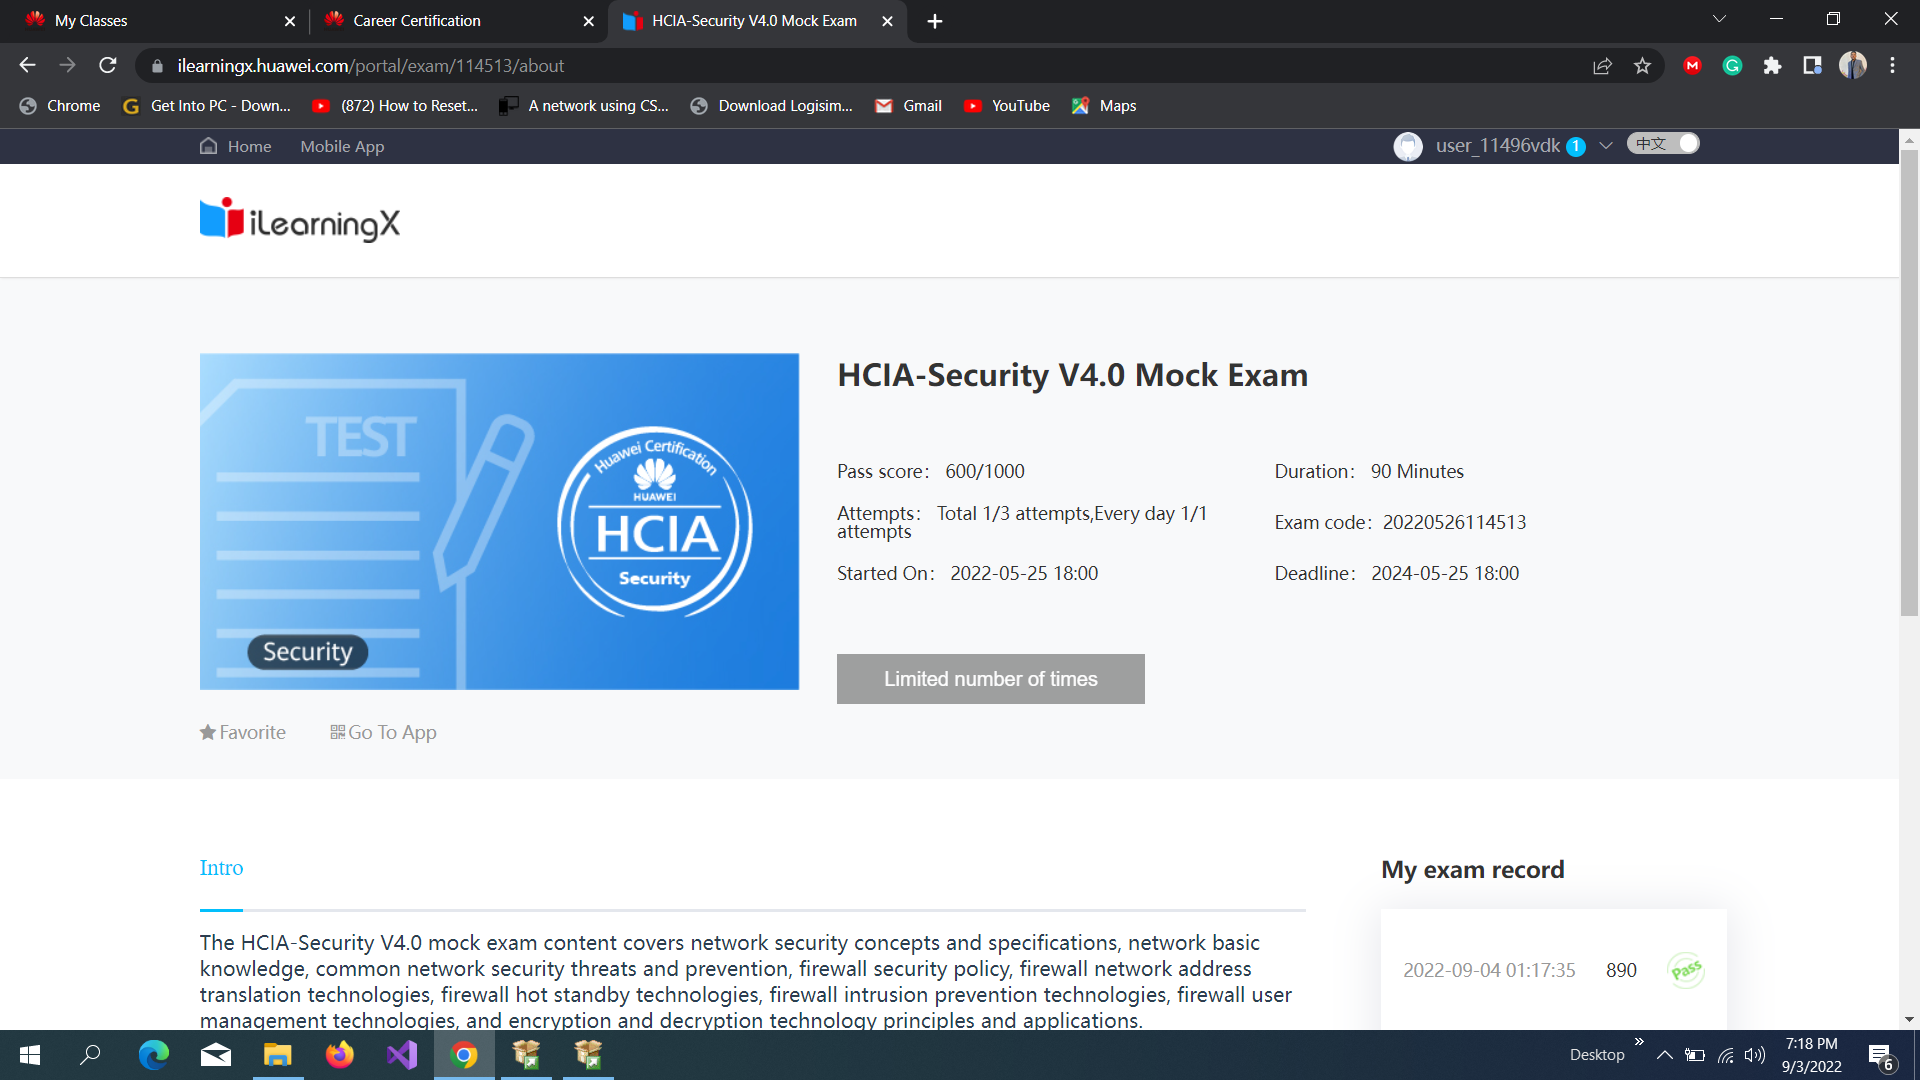 My Classes
Career Certification
HCIA-Security V4.0 Mock Exam
ilearningx.huawei.com/portal/exam/114513/about
Chrome
Get Into PC - Down...
(872) How to Reset...
A network using CS...
Download Logisim...
Gmail
YouTube
Maps
Home
Mobile App
user_11496vdk 1
中文
iLearningX
TEST
Huawei Certification
HUAWEI
HCIA
Security
Security
HCIA-Security V4.0 Mock Exam
Pass score: 600/1000
Duration: 90 Minutes
Attempts: Total 1/3 attempts,Every day 1/1
attempts
Exam code: 20220526114513
Started On: 2022-05-25 18:00
Deadline: 2024-05-25 18:00
Limited number of times
Favorite
Go To App
Intro
My exam record
The HCIA-Security V4.0 mock exam content covers network security concepts and specifications, network basic
knowledge, common network security threats and prevention, firewall security policy, firewall network address
translation technologies, firewall hot standby technologies, firewall intrusion prevention technologies, firewall user
management technologies, and encryption and decryption technology principles and applications.
2022-09-04 01:17:35 890 Pass
Desktop
7:18 PM
9/3/2022
6